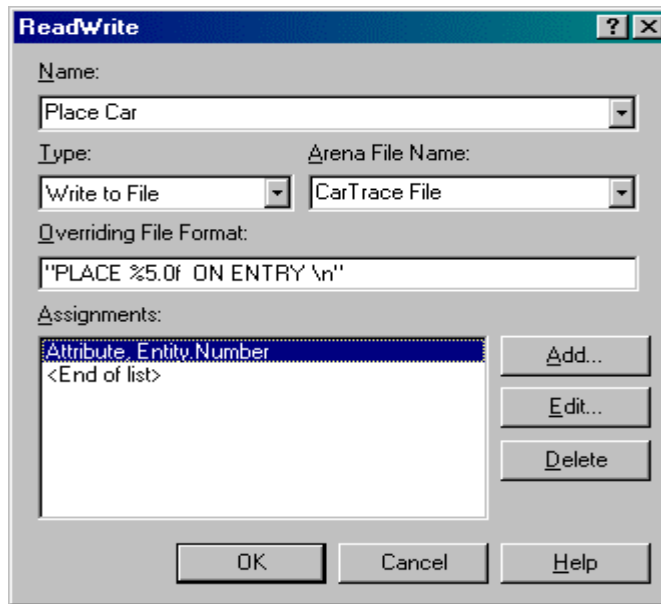 ReadWrite
Name:
Place Car
Type: Arena File Name:
Write to File CarTrace File
Overriding File Format:
"PLACE %5.0f  ON ENTRY \n"
Assignments:
Attribute, Entity.Number
<End of list>
Add...
Edit...
Delete
OK Cancel Help